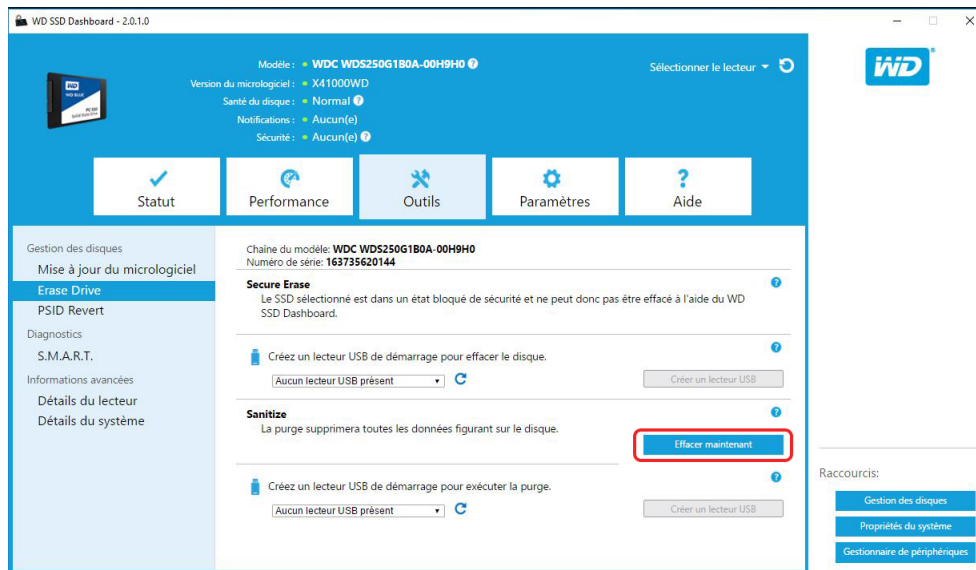 WD SSD Dashboard - 2.0.1.0
Modèle : WDC WDS250G1B0A-00H9H0
Version du micrologiciel : X41000WD
Santé du disque : Normal
Notifications : Aucun(e)
Sécurité : Aucun(e)
Sélectionner le lecteur
WD
WD BLUE
WD
Statut
Performance
Outils
Paramètres
Aide
Gestion des disques
Mise à jour du micrologiciel
Erase Drive
PSID Revert
Diagnostics
S.M.A.R.T.
Informations avancées
Détails du lecteur
Détails du système
Chaîne du modèle: WDC WDS250G1B0A-00H9H0
Numéro de série: 163735620144
Secure Erase
Le SSD sélectionné est dans un état bloqué de sécurité et ne peut donc pas être effacé à l'aide du WD
SSD Dashboard.
Créez un lecteur USB de démarrage pour effacer le disque.
Aucun lecteur USB présent
Créer un lecteur USB
Sanitize
La purge supprimera toutes les données figurant sur le disque.
Effacer maintenant
Créez un lecteur USB de démarrage pour exécuter la purge.
Aucun lecteur USB présent
Créer un lecteur USB
Raccourcis:
Gestion des disques
Propriétés du système
Gestionnaire de périphériques